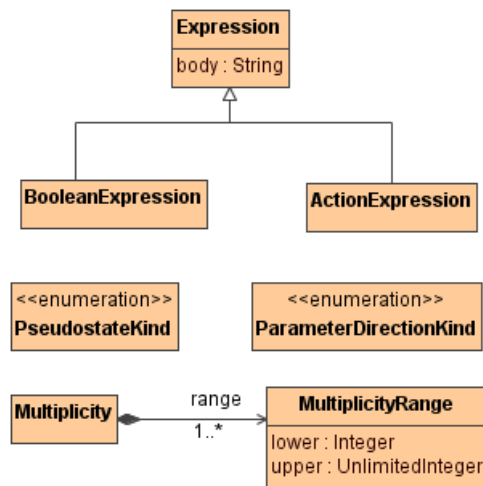 Expression
body : String
BooleanExpression
ActionExpression
<<enumeration>>
PseudostateKind
<<enumeration>>
ParameterDirectionKind
Multiplicity
range
1..*
MultiplicityRange
lower : Integer
upper : UnlimitedInteger